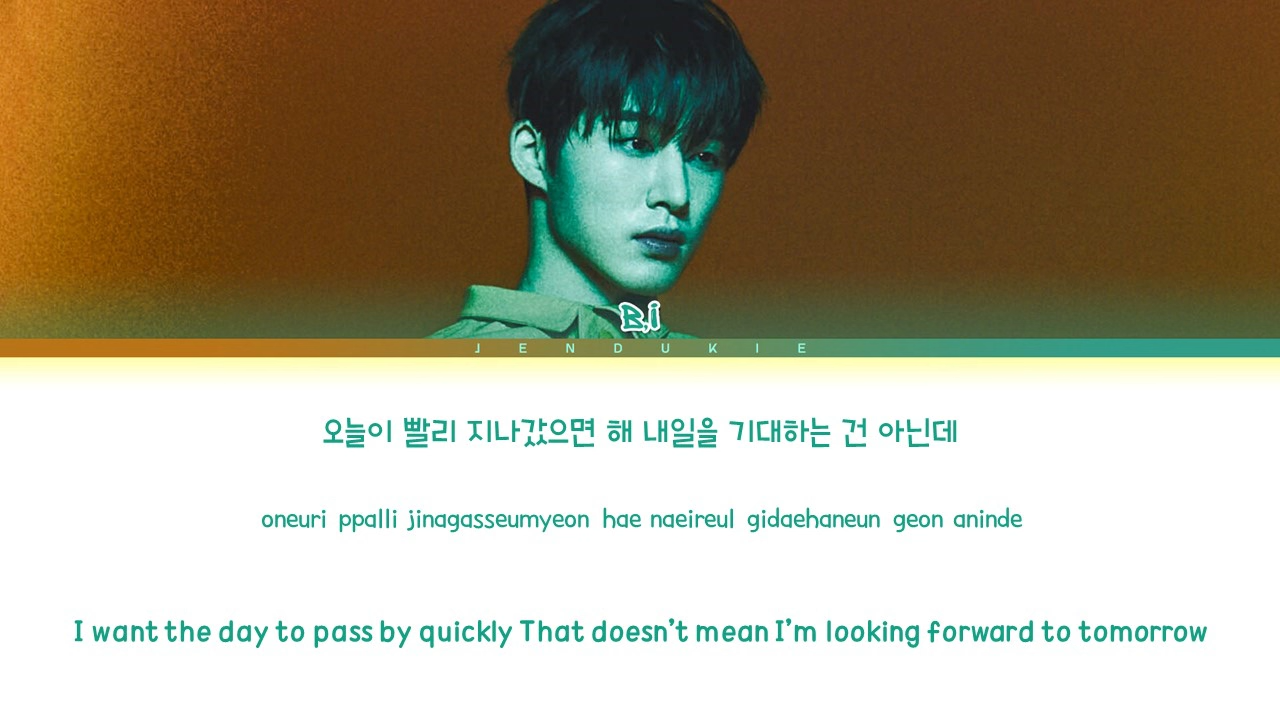 B.i
JENDUKIE
오늘이 빨리 지나갔으면 해 내일을 기대하는 건 아닌데
oneuri ppalli jinagasseumyeon hae naeireul gidaehaneun geon aninde
I want the day to pass by quickly That doesn't mean I'm looking forward to tomorrow